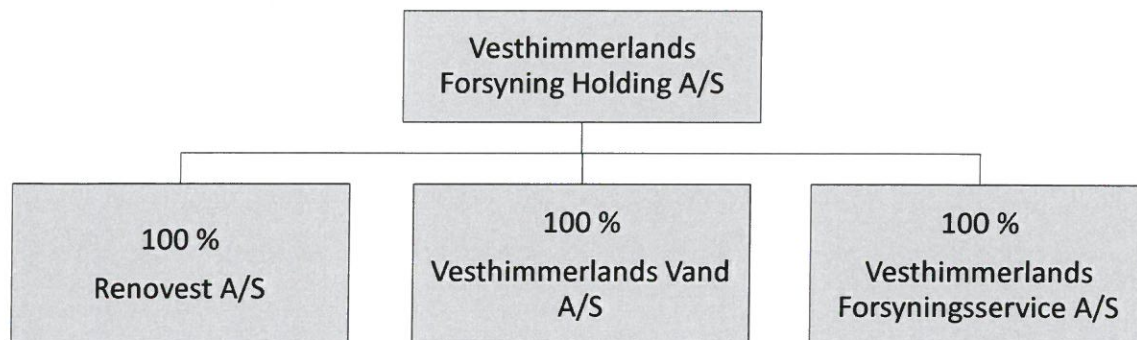 Vesthimmerlands
Forsyning Holding A/S
100 %
Renovest A/S
100 %
Vesthimmerlands Vand
A/S
100 %
Vesthimmerlands
Forsyningsservice A/S